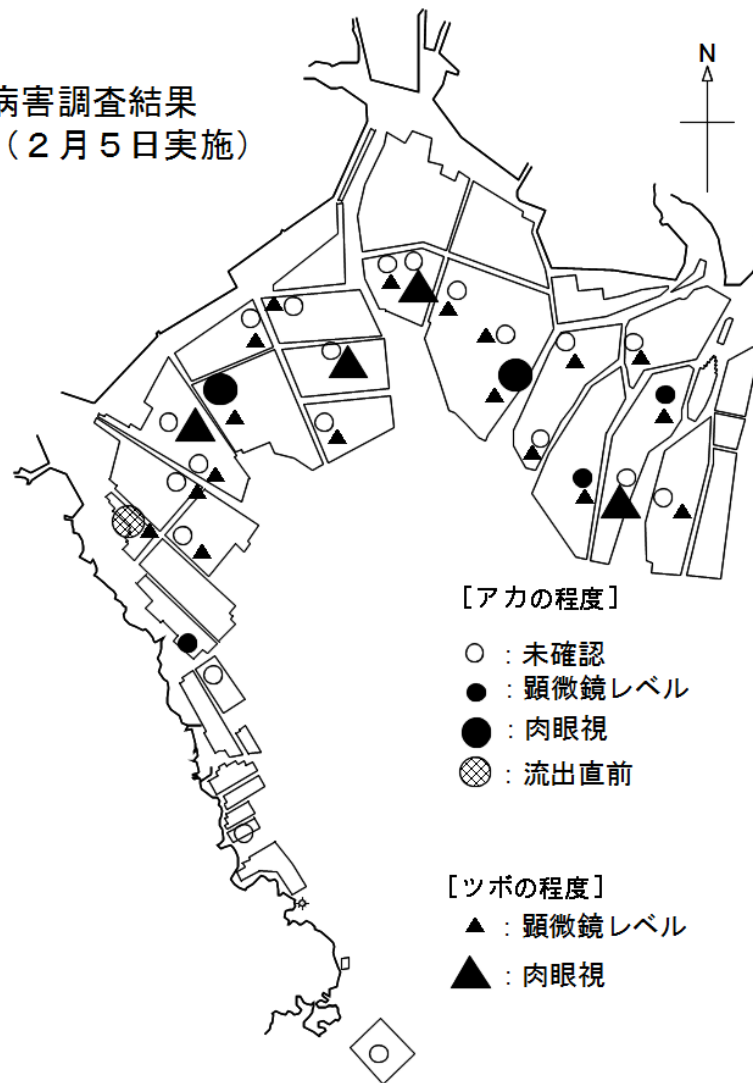 病害調査結果
（２月５日実施）
N
[アカの程度]
：未確認
：顕微鏡レベル
：肉眼視
：流出直前
[ツボの程度]
：顕微鏡レベル
：肉眼視